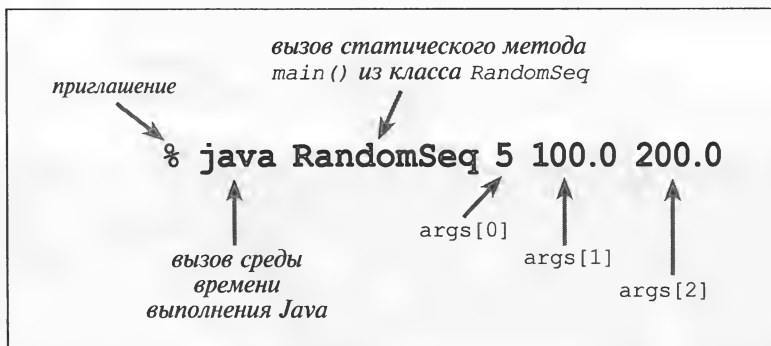 вызов статического метода
main() из класса RandomSeq
приглашение
% java RandomSeq 5 100.0 200.0
args[0]
args[1]
args[2]
вызов среды
времени
выполнения Java